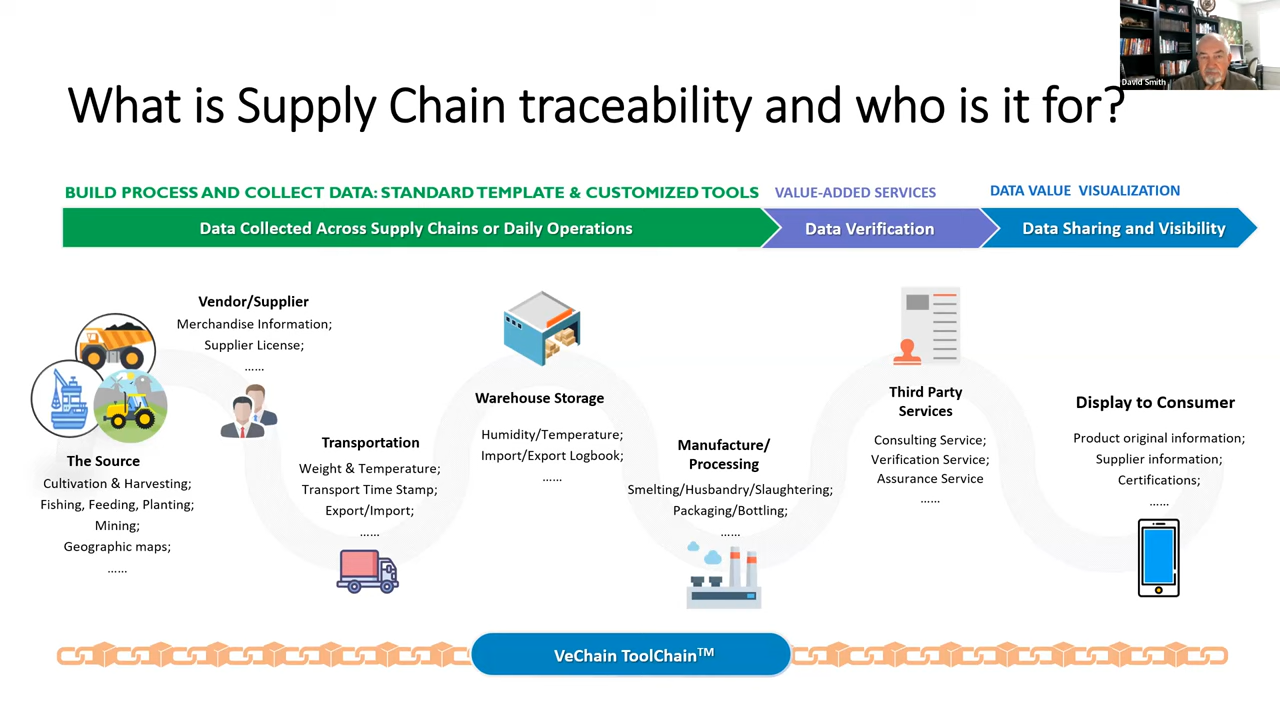 David Smith
What is Supply Chain traceability and who is it for?
BUILD PROCESS AND COLLECT DATA: STANDARD TEMPLATE & CUSTOMIZED TOOLS
VALUE-ADDED SERVICES
DATA VALUE VISUALIZATION
Data Collected Across Supply Chains or Daily Operations
Data Verification
Data Sharing and Visibility
The Source
Cultivation & Harvesting;
Fishing, Feeding, Planting;
Mining;
Geographic maps;
......
Vendor/Supplier
Merchandise Information;
Supplier License;
......
Transportation
Weight & Temperature;
Transport Time Stamp;
Export/Import;
......
Warehouse Storage
Humidity/Temperature;
Import/Export Logbook;
......
Manufacture/
Processing
Smelting/Husbandry/Slaughtering;
Packaging/Bottling;
......
Third Party
Services
Consulting Service;
Verification Service;
Assurance Service
......
Display to Consumer
Product original information;
Supplier information;
Certifications;
......
VeChain ToolChain™